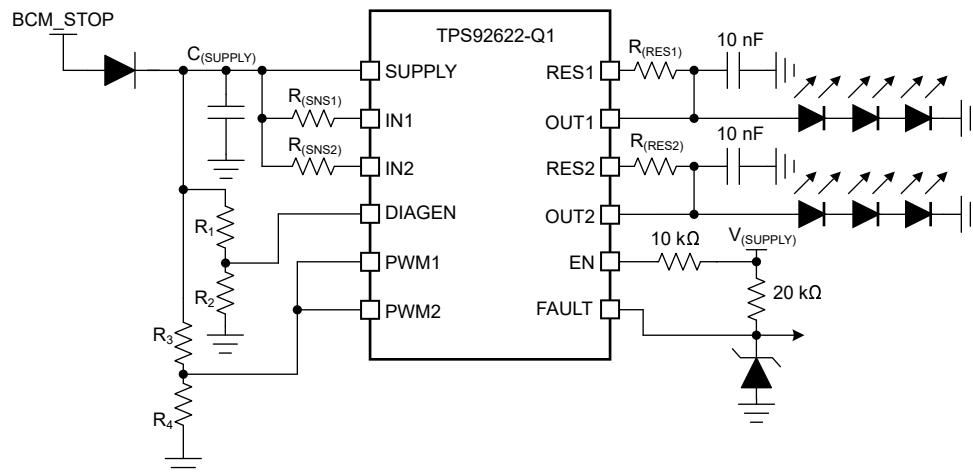 BCM_STOP
TPS92622-Q1
C(SUPPLY)
SUPPLY
R(SNS1)
IN1
R(SNS2)
IN2
DIAGEN
R1
PWM1
R2
PWM2
R3
R4
RES1
R(RES1)
10 nF
OUT1
RES2
R(RES2)
10 nF
OUT2
EN
10 kΩ
V(SUPPLY)
20 kΩ
FAULT